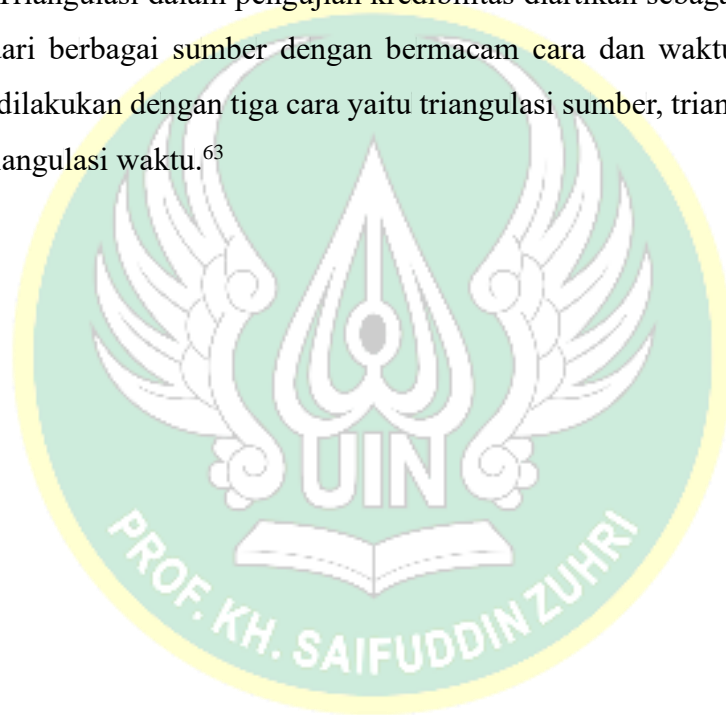 Triangulasi dalam pengujian kredibilitas diartikan sebaga
dari berbagai sumber dengan bermacam cara dan waktu
dilakukan dengan tiga cara yaitu triangulasi sumber, trian
angulasi waktu.⁶³
UIN
PROF. KH. SAIFUDDIN ZUHRI